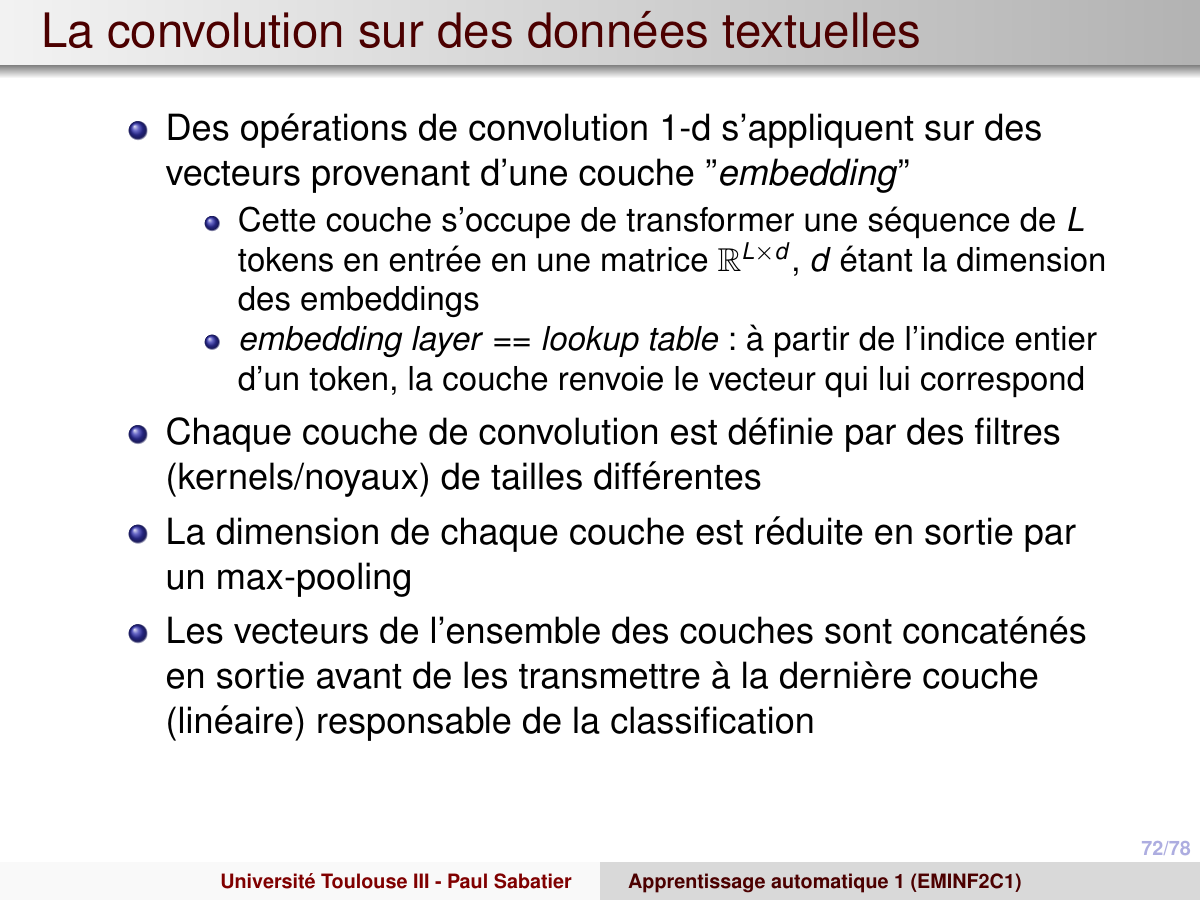 La convolution sur des données textuelles
Des opérations de convolution 1-d s'appliquent sur des
vecteurs provenant d'une couche ”embedding”
Cette couche s'occupe de transformer une séquence de L
tokens en entrée en une matrice ℝ^{L×d}, d étant la dimension
des embeddings
embedding layer == lookup table : à partir de l'indice entier
d'un token, la couche renvoie le vecteur qui lui correspond
Chaque couche de convolution est définie par des filtres
(kernels/noyaux) de tailles différentes
La dimension de chaque couche est réduite en sortie par
un max-pooling
Les vecteurs de l'ensemble des couches sont concaténés
en sortie avant de les transmettre à la dernière couche
(linéaire) responsable de la classification
72/78
Université Toulouse III - Paul Sabatier
Apprentissage automatique 1 (EMINF2C1)